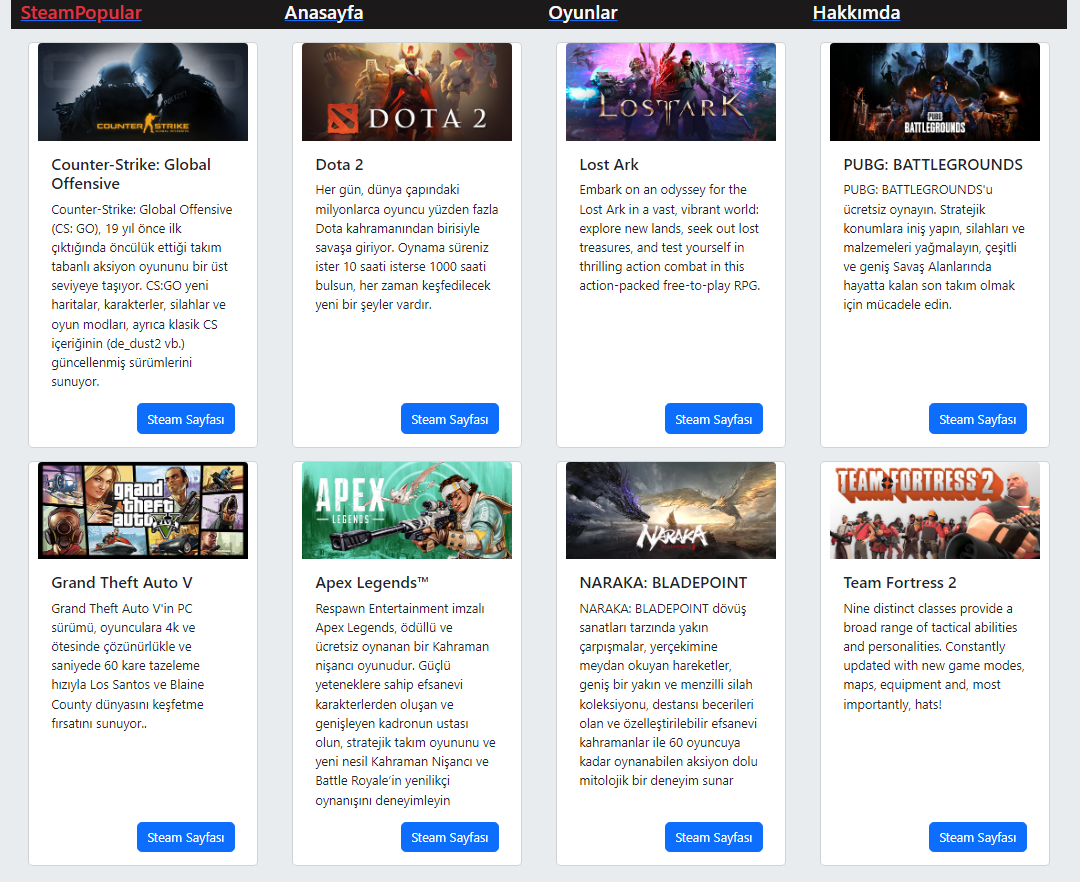 SteamPopular
Anasayfa
Oyunlar
Hakkımda
COUNTER STRIKE
Counter-Strike: Global
Offensive
Counter-Strike: Global Offensive
(CS: GO), 19 yıl önce ilk
çıktığında öncülük ettiği takım
tabanlı aksiyon oyununu bir üst
seviyeye taşıyor. CS:GO yeni
haritalar, karakterler, silahlar ve
oyun modları, ayrıca klasik CS
içeriğinin (de_dust2 vb.)
güncellenmiş sürümlerini
sunuyor.
Steam Sayfası
DOTA 2
Dota 2
Her gün, dünya çapındaki
milyonlarca oyuncu yüzden fazla
Dota kahramanından birisiyle
savaşa giriyor. Oynama süreniz
ister 10 saati isterse 1000 saati
bulsun, her zaman keşfedilecek
yeni bir şeyler vardır.
Steam Sayfası
LOST ARK
Lost Ark
Embark on an odyssey for the
Lost Ark in a vast, vibrant world:
explore new lands, seek out lost
treasures, and test yourself in
thrilling action combat in this
action-packed free-to-play RPG.
Steam Sayfası
PUBG
BATTLEGROUNDS
PUBG: BATTLEGROUNDS
PUBG: BATTLEGROUNDS'u
ücretsiz oynayın. Stratejik
konumlara iniş yapın, silahları ve
malzemeleri yağmalayın, çeşitli
ve geniş Savaş Alanlarında
hayatta kalan son takım olmak
için mücadele edin.
Steam Sayfası
grand
theft
auto V
Grand Theft Auto V
Grand Theft Auto V'in PC
sürümü, oyunculara 4k ve
ötesinde çözünürlükle ve
saniyede 60 kare tazeleme
hızıyla Los Santos ve Blaine
County dünyasını keşfetme
fırsatını sunuyor..
Steam Sayfası
APEX
LEGENDS
Apex Legends™
Respawn Entertainment imzalı
Apex Legends, ödüllü ve
ücretsiz oynanan bir Kahraman
nişancı oyunudur. Güçlü
yeteneklere sahip efsanevi
karakterlerden oluşan ve
genişleyen kadronun ustası
olun, stratejik takım oyununu ve
yeni nesil Kahraman Nişancı ve
Battle Royale’in yenilikçi
oynanışını deneyimleyin
Steam Sayfası
NARAKA
NARAKA: BLADEPOINT
NARAKA: BLADEPOINT dövüş
sanatları tarzında yakın
çarpışmalar, yerçekimine
meydan okuyan hareketler,
geniş bir yakın ve menzilli silah
koleksiyonu, destansı becerileri
olan ve özelleştirilebilir efsanevi
kahramanlar ile 60 oyuncuya
kadar oynanabilen aksiyon dolu
mitolojik bir deneyim sunar
Steam Sayfası
TEAM FORTRESS 2
Team Fortress 2
Nine distinct classes provide a
broad range of tactical abilities
and personalities. Constantly
updated with new game modes,
maps, equipment and, most
importantly, hats!
Steam Sayfası